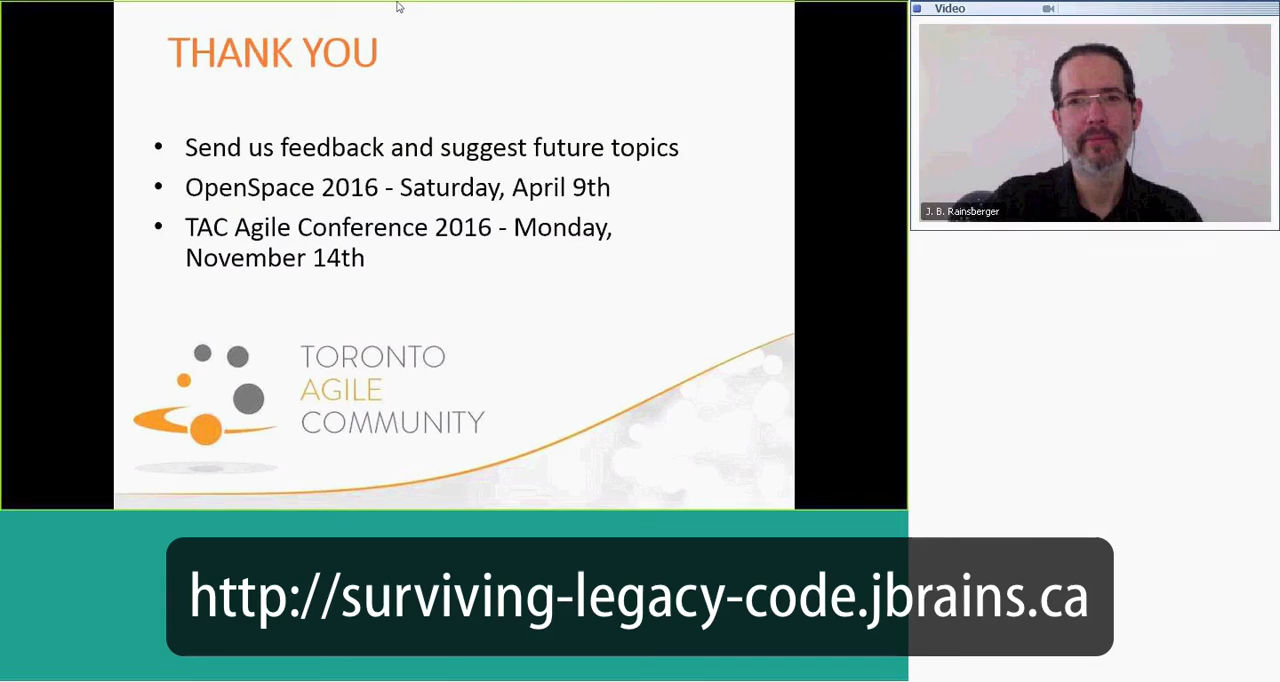 THANK YOU
• Send us feedback and suggest future topics
• OpenSpace 2016 - Saturday, April 9th
• TAC Agile Conference 2016 - Monday,
November 14th
TORONTO
AGILE
COMMUNITY
Video
J. B. Rainsberger
http://surviving-legacy-code.jbrains.ca